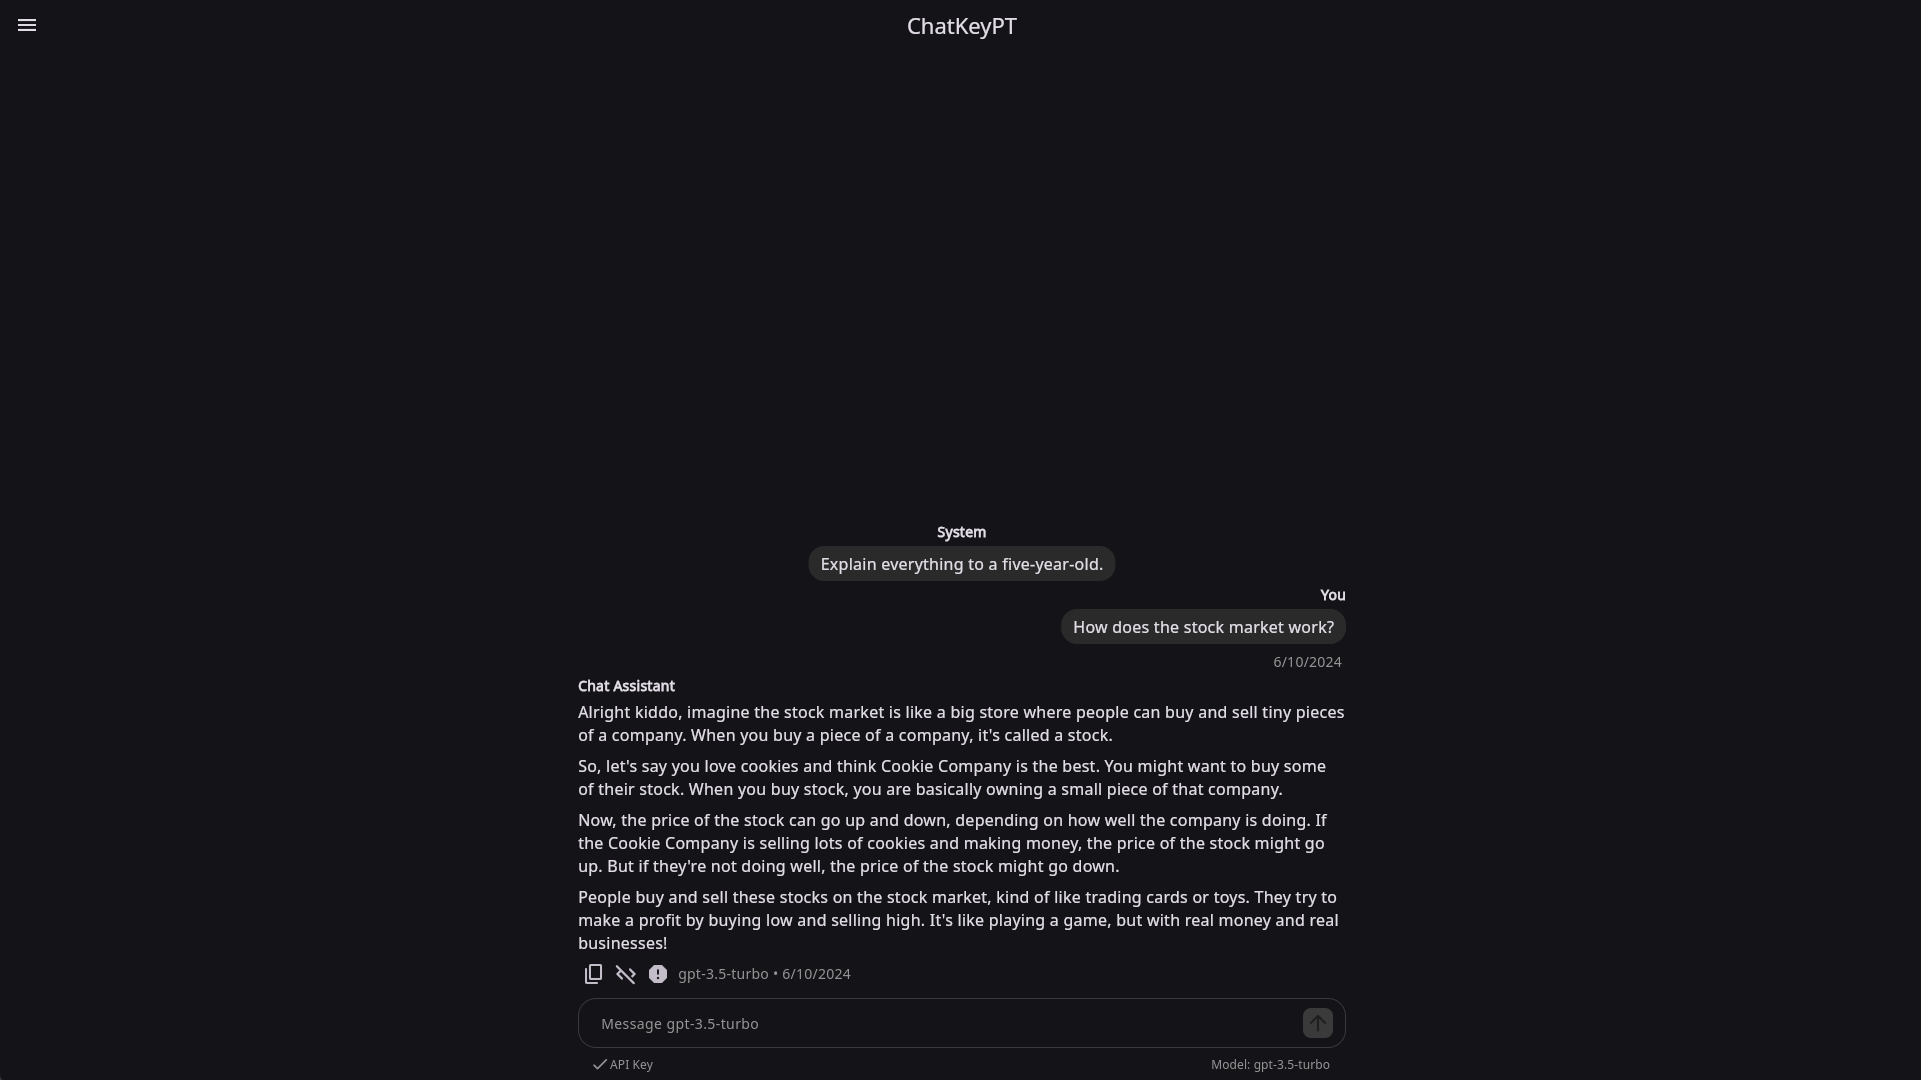 ChatKeyPT
System
Explain everything to a five-year-old.
You
How does the stock market work?
6/10/2024
Chat Assistant
Alright kiddo, imagine the stock market is like a big store where people can buy and sell tiny pieces
of a company. When you buy a piece of a company, it's called a stock.
So, let's say you love cookies and think Cookie Company is the best. You might want to buy some
of their stock. When you buy stock, you are basically owning a small piece of that company.
Now, the price of the stock can go up and down, depending on how well the company is doing. If
the Cookie Company is selling lots of cookies and making money, the price of the stock might go
up. But if they're not doing well, the price of the stock might go down.
People buy and sell these stocks on the stock market, kind of like trading cards or toys. They try to
make a profit by buying low and selling high. It's like playing a game, but with real money and real
businesses!
gpt-3.5-turbo • 6/10/2024
Message gpt-3.5-turbo
API Key
Model: gpt-3.5-turbo